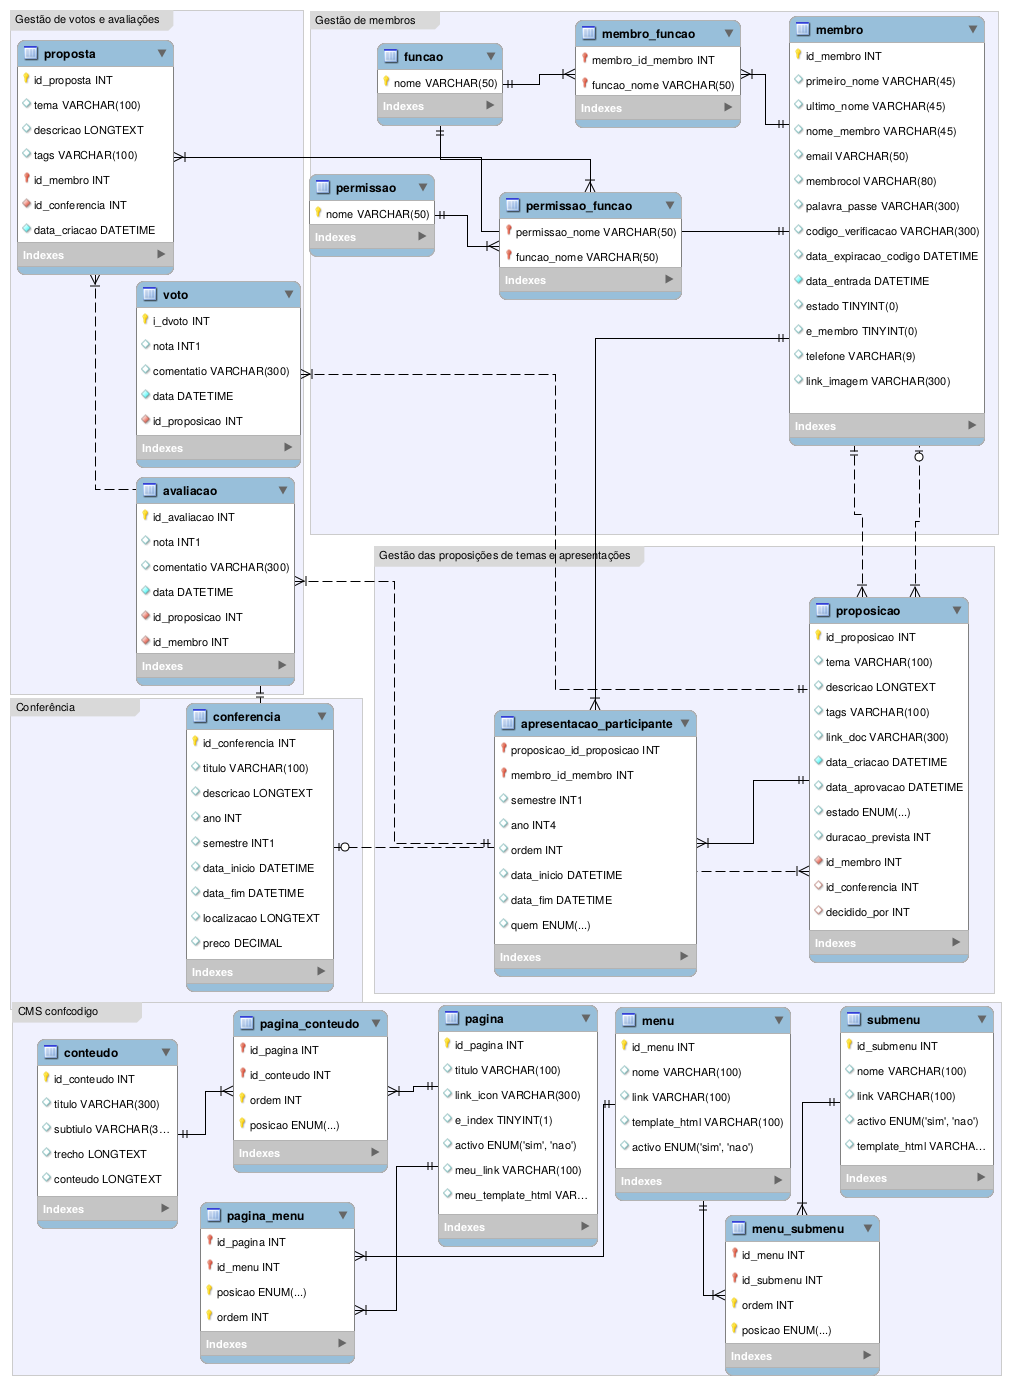 Gestão de votos e avaliações
proposta
id_proposta INT
tema VARCHAR(100)
descricao LONGTEXT
tags VARCHAR(100)
id_membro INT
id_conferencia INT
data_criacao DATETIME
Indexes
voto
i_dvoto INT
nota INT1
comentatio VARCHAR(300)
data DATETIME
id_proposicao INT
Indexes
avaliacao
id_avaliacao INT
nota INT1
comentatio VARCHAR(300)
data DATETIME
id_proposicao INT
id_membro INT
Indexes
Gestão de membros
funcao
nome VARCHAR(50)
Indexes
membro_funcao
membro_id_membro INT
funcao_nome VARCHAR(50)
Indexes
permissao
nome VARCHAR(50)
Indexes
permissao_funcao
permissao_nome VARCHAR(50)
funcao_nome VARCHAR(50)
Indexes
membro
id_membro INT
primeiro_nome VARCHAR(45)
ultimo_nome VARCHAR(45)
nome_membro VARCHAR(45)
email VARCHAR(50)
membrocol VARCHAR(80)
palavra_passe VARCHAR(300)
codigo_verificacao VARCHAR(300)
data_expiracao_codigo DATETIME
data_entrada DATETIME
estado TINYINT(0)
e_membro TINYINT(0)
telefone VARCHAR(9)
link_imagem VARCHAR(300)
Indexes
Gestão das proposições de temas e apresentações
proposicao
id_proposicao INT
tema VARCHAR(100)
descricao LONGTEXT
tags VARCHAR(100)
link_doc VARCHAR(300)
data_criacao DATETIME
data_aprovacao DATETIME
estado ENUM(...)
duracao_prevista INT
id_membro INT
id_conferencia INT
decidido_por INT
Indexes
apresentacao_participante
proposicao_id_proposicao INT
membro_id_membro INT
semestre INT1
ano INT4
ordem INT
data_inicio DATETIME
data_fim DATETIME
quem ENUM(...)
Indexes
Conferência
conferencia
id_conferencia INT
titulo VARCHAR(100)
descricao LONGTEXT
ano INT
semestre INT1
data_inicio DATETIME
data_fim DATETIME
localizacao LONGTEXT
preco DECIMAL
Indexes
CMS confcodigo
conteudo
id_conteudo INT
titulo VARCHAR(300)
subtiulo VARCHAR(3...
trecho LONGTEXT
conteudo LONGTEXT
Indexes
pagina_conteudo
id_pagina INT
id_conteudo INT
ordem INT
posicao ENUM(...)
Indexes
pagina
id_pagina INT
titulo VARCHAR(100)
link_icon VARCHAR(300)
e_index TINYINT(1)
activo ENUM('sim', 'nao')
meu_link VARCHAR(100)
meu_template_html VAR...
Indexes
menu
id_menu INT
nome VARCHAR(100)
link VARCHAR(100)
template_html VARCHAR(100)
activo ENUM('sim', 'nao')
Indexes
submenu
id_submenu INT
nome VARCHAR(100)
link VARCHAR(100)
activo ENUM('sim', 'nao')
template_html VARCHA...
Indexes
pagina_menu
id_pagina INT
id_menu INT
posicao ENUM(...)
ordem INT
Indexes
menu_submenu
id_menu INT
id_submenu INT
ordem INT
posicao ENUM(...)
Indexes